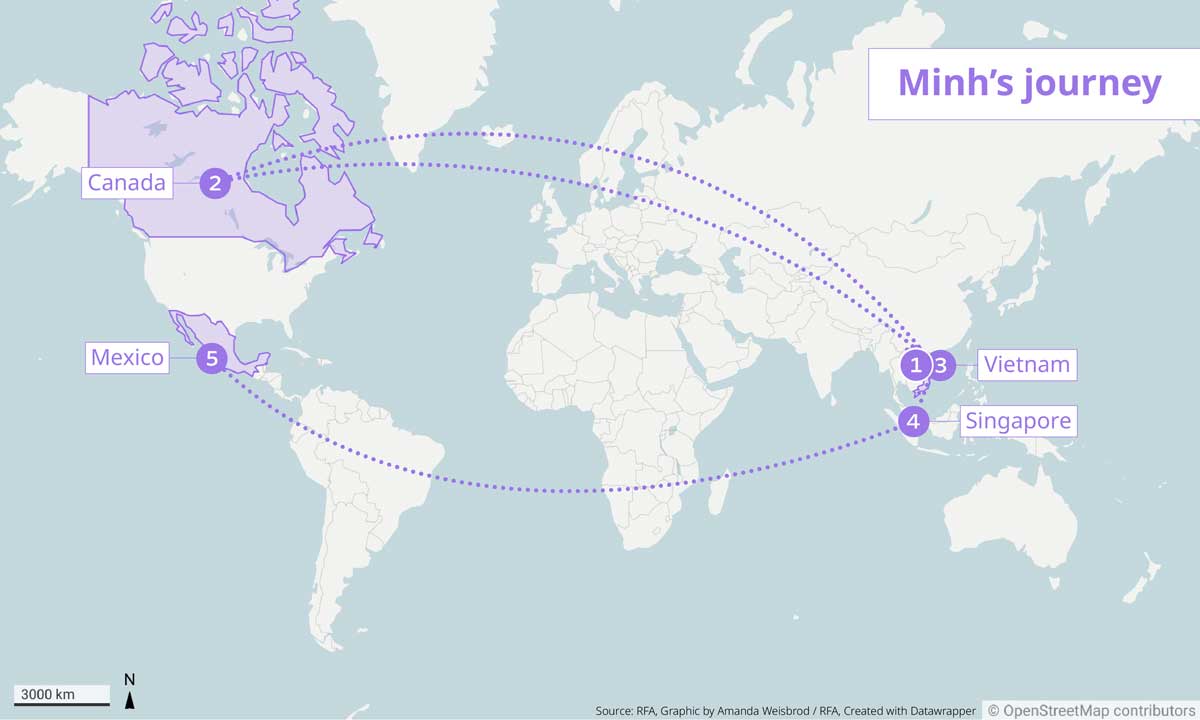 Minh’s journey
Canada
2
Mexico
5
1
3
Vietnam
4
Singapore
3000 km
N
Source: RFA, Graphic by Amanda Weisbrod / RFA, Created with Datawrapper
© OpenStreetMap contributors